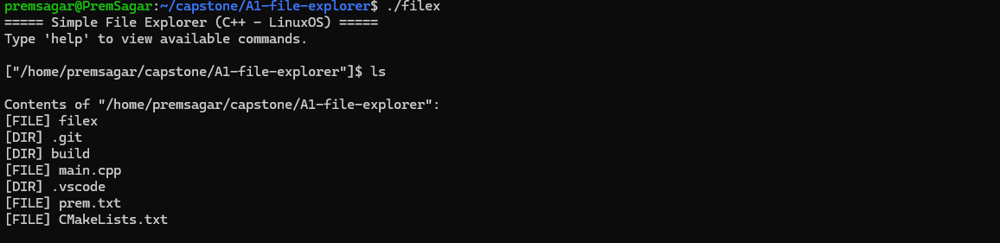 premsagar@PremSagar:~/capstone/A1-file-explorer$ ./filex
===== Simple File Explorer (C++ - LinuxOS) =====
Type 'help' to view available commands.
["/home/premsagar/capstone/A1-file-explorer"]$ ls
Contents of "/home/premsagar/capstone/A1-file-explorer":
[FILE] filex
[DIR] .git
[DIR] build
[FILE] main.cpp
[DIR] .vscode
[FILE] prem.txt
[FILE] CMakeLists.txt